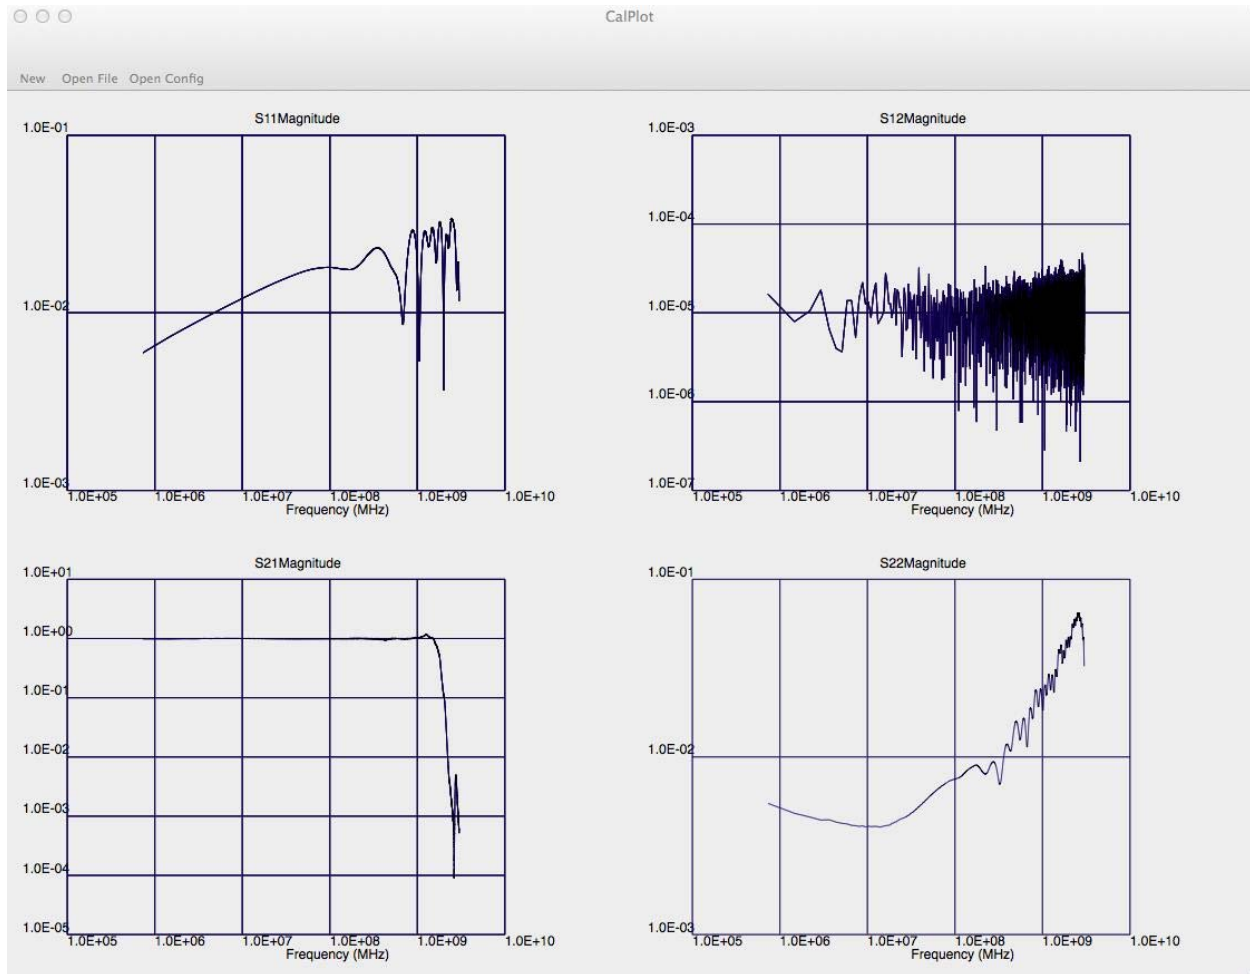 CalPlot
New Open File Open Config
S11Magnitude
1.0E-01
1.0E-02
1.0E-03
1.0E+05 1.0E+06 1.0E+07 1.0E+08 1.0E+09 1.0E+10
Frequency (MHz)
S12Magnitude
1.0E-03
1.0E-04
1.0E-05
1.0E-06
1.0E-07
1.0E+05 1.0E+06 1.0E+07 1.0E+08 1.0E+09 1.0E+10
Frequency (MHz)
S21Magnitude
1.0E+01
1.0E+00
1.0E-01
1.0E-02
1.0E-03
1.0E-04
1.0E-05
1.0E+05 1.0E+06 1.0E+07 1.0E+08 1.0E+09 1.0E+10
Frequency (MHz)
S22Magnitude
1.0E-01
1.0E-02
1.0E-03
1.0E+05 1.0E+06 1.0E+07 1.0E+08 1.0E+09 1.0E+10
Frequency (MHz)